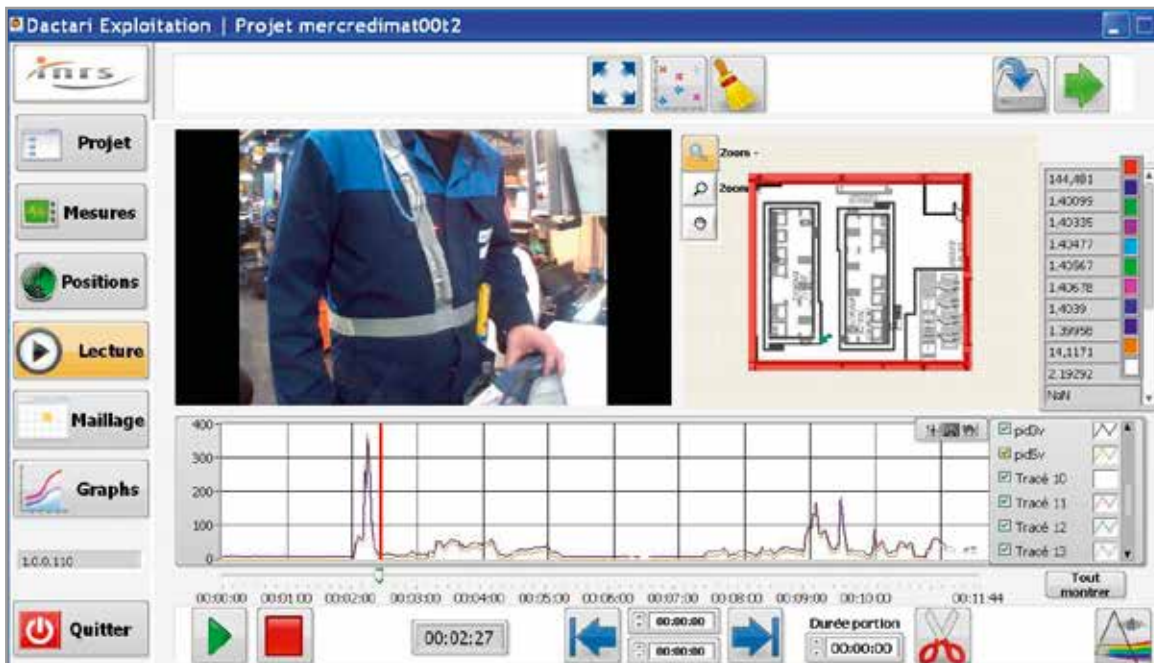 Dactari Exploitation | Projet mercredimat00t2
inrs
Projet
Mesures
Positions
Lecture
Maillage
Graphs
1.0.0.110
Quitter
Zoom -
Zoom
144,481
1,40099
1,40335
1,40477
1,40678
1,4039
1,39958
14,1171
2,19292
NaN
400
300
200
100
0
pid3v
pid5v
Tracé 10
Tracé 11
Tracé 12
Tracé 13
00:00:00 00:01:00 00:02:00 00:03:00 00:04:00 00:05:00 00:06:00 00:07:00 00:08:00 00:09:00 00:10:00 00:11:44
Tout
montrer
00:02:27
00:00:00
00:00:00
Durée portion
00:00:00